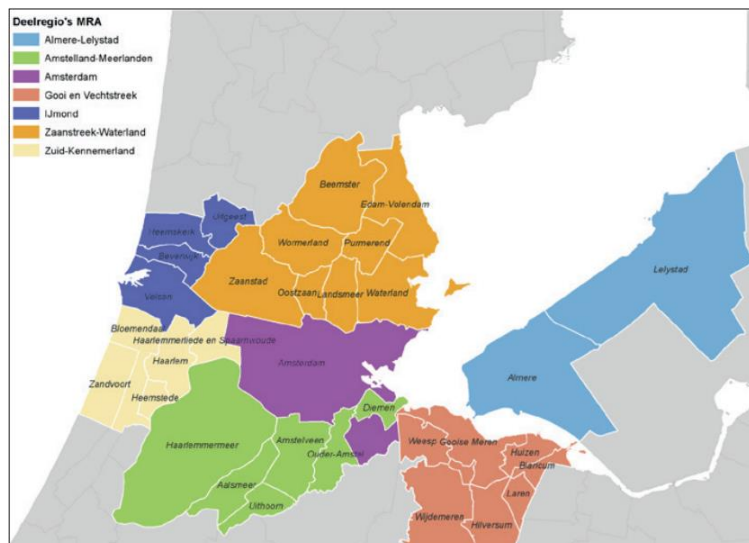 Deelregio's MRA
Almere-Lelystad
Amstelland-Meerlanden
Amsterdam
Gooi en Vechtstreek
IJmond
Zaanstreek-Waterland
Zuid-Kennemerland
Beemster
Edam-Volendam
Uitgeest
Heemskerk
Wormerland
Purmerend
Beverwijk
Lelystad
Zaanstad
Oostzaan
Landsmeer
Waterland
Velsen
Bloemendaal
Haarlemmerliede en Spaarnwoude
Haarlem
Amsterdam
Zandvoort
Almere
Heemstede
Diemen
Haarlemmermeer
Amstelveen
Ouder-Amstel
Weesp
Gooise Meren
Huizen
Blaricum
Aalsmeer
Laren
Uithoorn
Wijdemeren
Hilversum